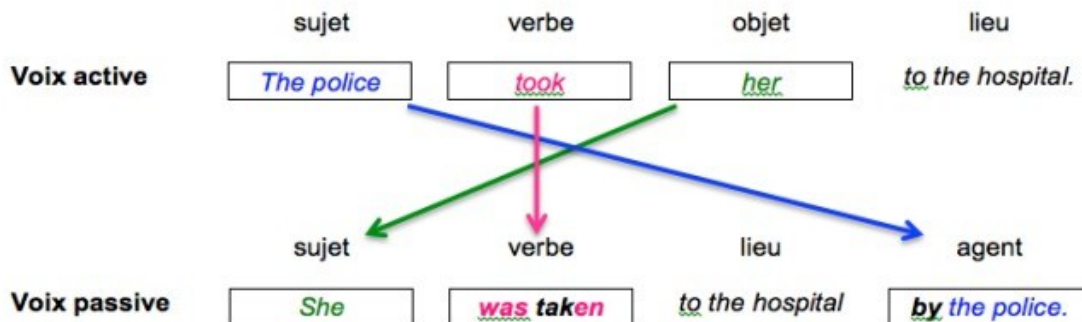 sujet verbe objet lieu
Voix active The police took her to the hospital.
sujet verbe lieu agent
Voix passive She was taken to the hospital by the police.